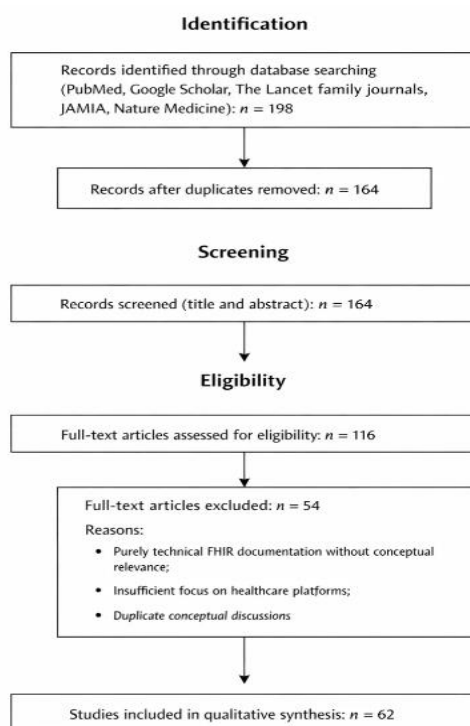 Identification
Records identified through database searching
(PubMed, Google Scholar, The Lancet family journals,
JAMIA, Nature Medicine): n = 198
Records after duplicates removed: n = 164
Screening
Records screened (title and abstract): n = 164
Eligibility
Full-text articles assessed for eligibility: n = 116
Full-text articles excluded: n = 54
Reasons:
• Purely technical FHIR documentation without conceptual
relevance;
• Insufficient focus on healthcare platforms;
• Duplicate conceptual discussions
Studies included in qualitative synthesis: n = 62